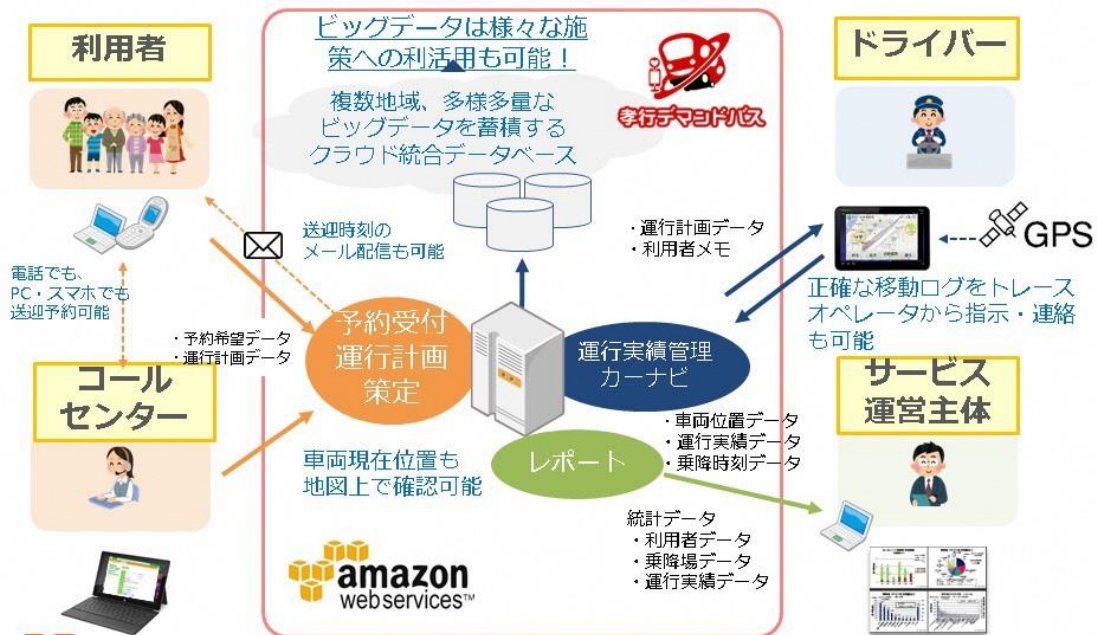 利用者
ビッグデータは様々な施
策への利活用も可能！
複数地域、多様多量な
ビッグデータを蓄積する
クラウド統合データベース
孝行デマンドバス
ドライバー
送迎時刻の
メール配信も可能
・運行計画データ
・利用者メモ
GPS
電話でも、
PC・スマホでも
送迎予約可能
正確な移動ログをトレース
オペレータから指示・連絡
も可能
・予約希望データ
・運行計画データ
予約受付
運行計画
策定
運行実績管理
カーナビ
コール
センター
サービス
運営主体
・車両位置データ
・運行実績データ
・乗降時刻データ
車両現在位置も
地図上で確認可能
レポート
統計データ
・利用者データ
・乗降場データ
・運行実績データ
amazon
webservices™